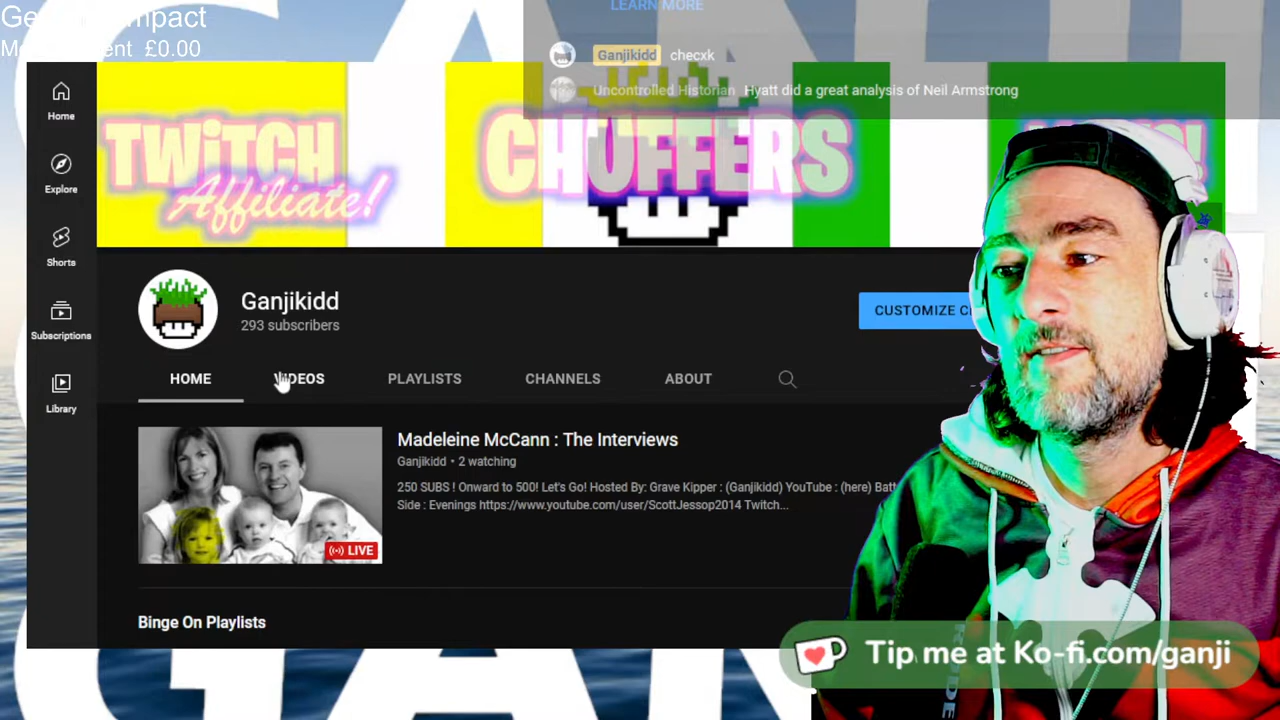 LEARN MORE
Ganjikidd checxk
Uncontrolled Historian Hyatt did a great analysis of Neil Armstrong
£0.00
Home
Explore
Shorts
Subscriptions
Library
TWiTCH
Affiliate!
CHUFFERS
Ganjikidd
293 subscribers
CUSTOMIZE
HOME
VIDEOS
PLAYLISTS
CHANNELS
ABOUT
Madeleine McCann : The Interviews
Ganjikidd • 2 watching
250 SUBS ! Onward to 500! Let's Go! Hosted By: Grave Kipper : (Ganjikidd) YouTube : (here)
Side : Evenings https://www.youtube.com/user/ScottJessop2014 Twitch...
LIVE
Binge On Playlists
Tip me at Ko-fi.com/ganji